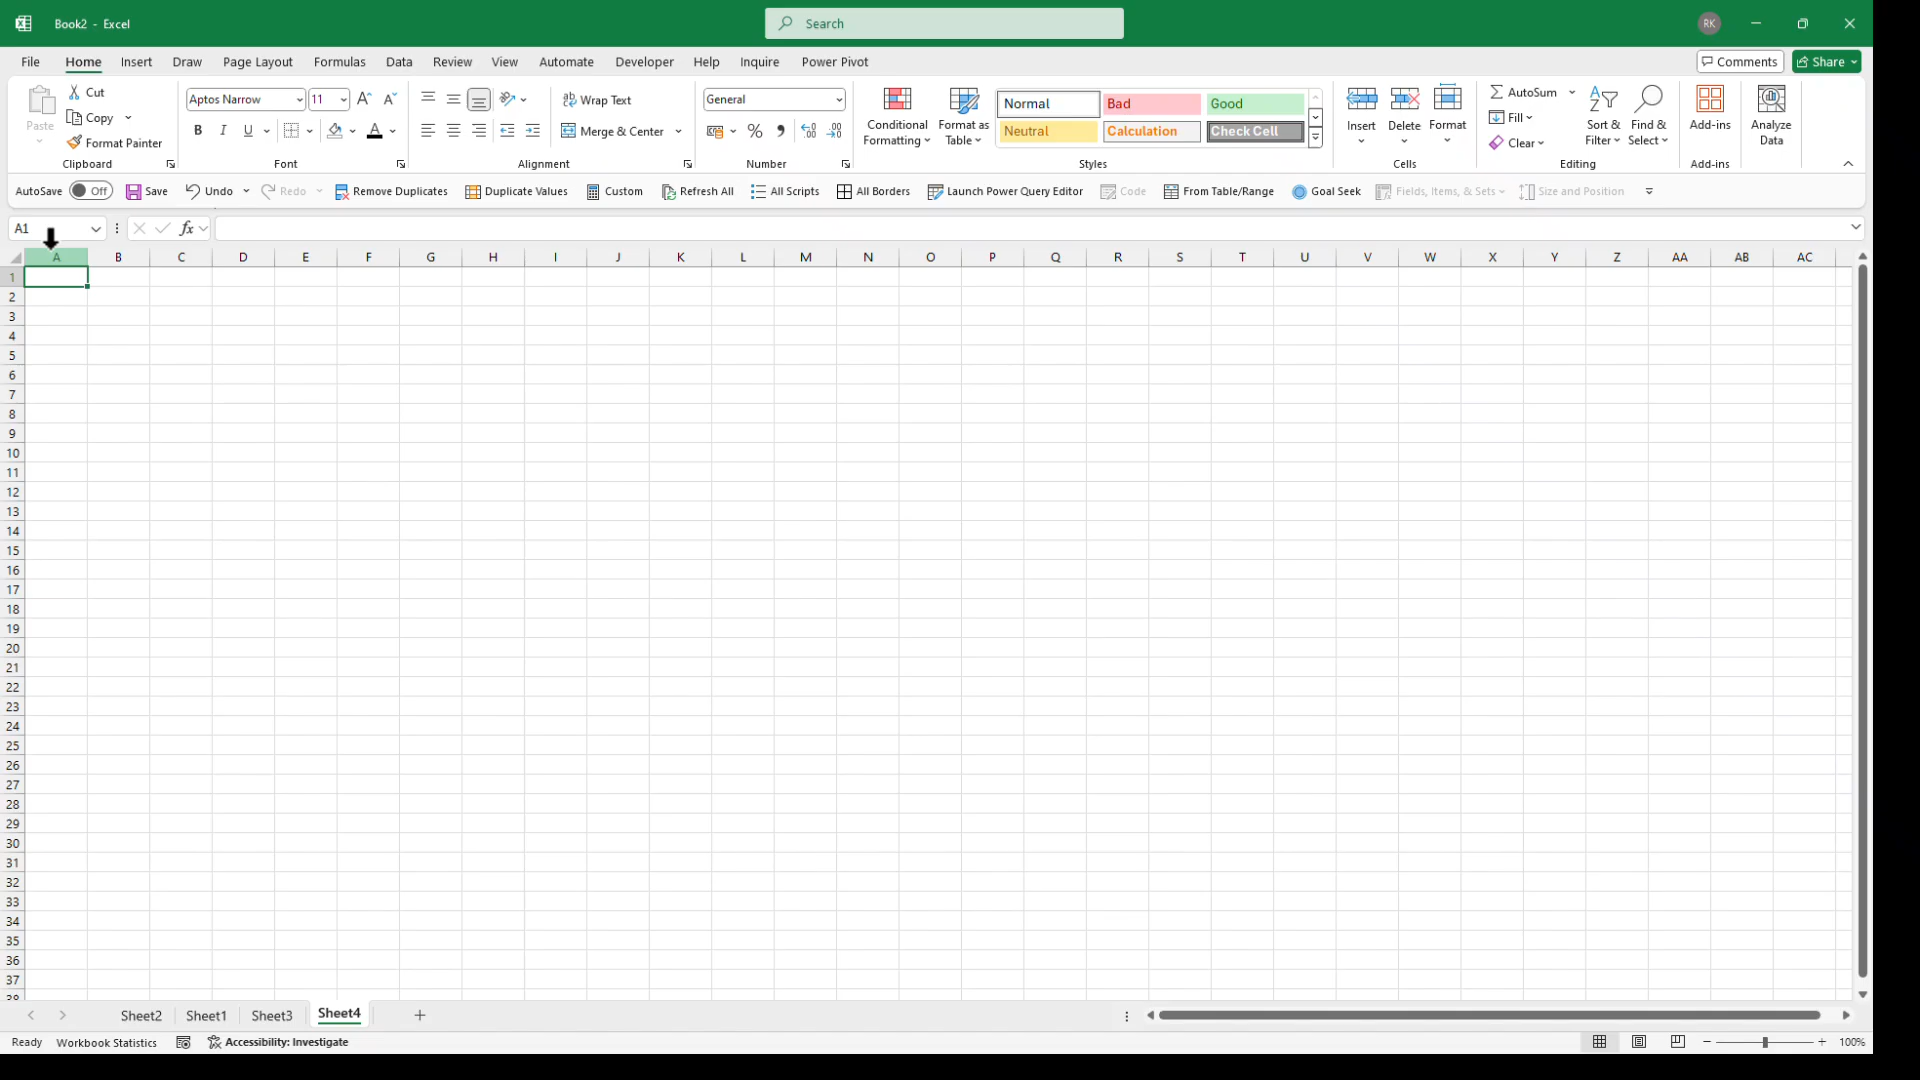 Book2 - Excel
Search
RK
File Home Insert Draw Page Layout Formulas Data Review View Automate Developer Help Inquire Power Pivot
Comments
Share
Paste
Cut
Copy
Format Painter
Clipboard
Aptos Narrow 11
B I U
Font
Wrap Text
Merge & Center
Alignment
General
Number
Conditional Formatting
Format as Table
Normal Bad Good
Neutral Calculation Check Cell
Styles
Insert Delete Format
Cells
AutoSum
Fill
Clear
Sort & Filter
Find & Select
Editing
Add-ins
Add-ins
Analyze Data
AutoSave Off Save Undo Redo Remove Duplicates Duplicate Values Custom Refresh All All Scripts All Borders Launch Power Query Editor Code From Table/Range Goal Seek Fields, Items, & Sets Size and Position
A1 fx
A B C D E F G H I J K L M N O P Q R S T U V W X Y Z AA AB AC
1
2
3
4
5
6
7
8
9
10
11
12
13
14
15
16
17
18
19
20
21
22
23
24
25
26
27
28
29
30
31
32
33
34
35
36
37
38
Sheet2 Sheet1 Sheet3 Sheet4
Ready Workbook Statistics Accessibility: Investigate 100%